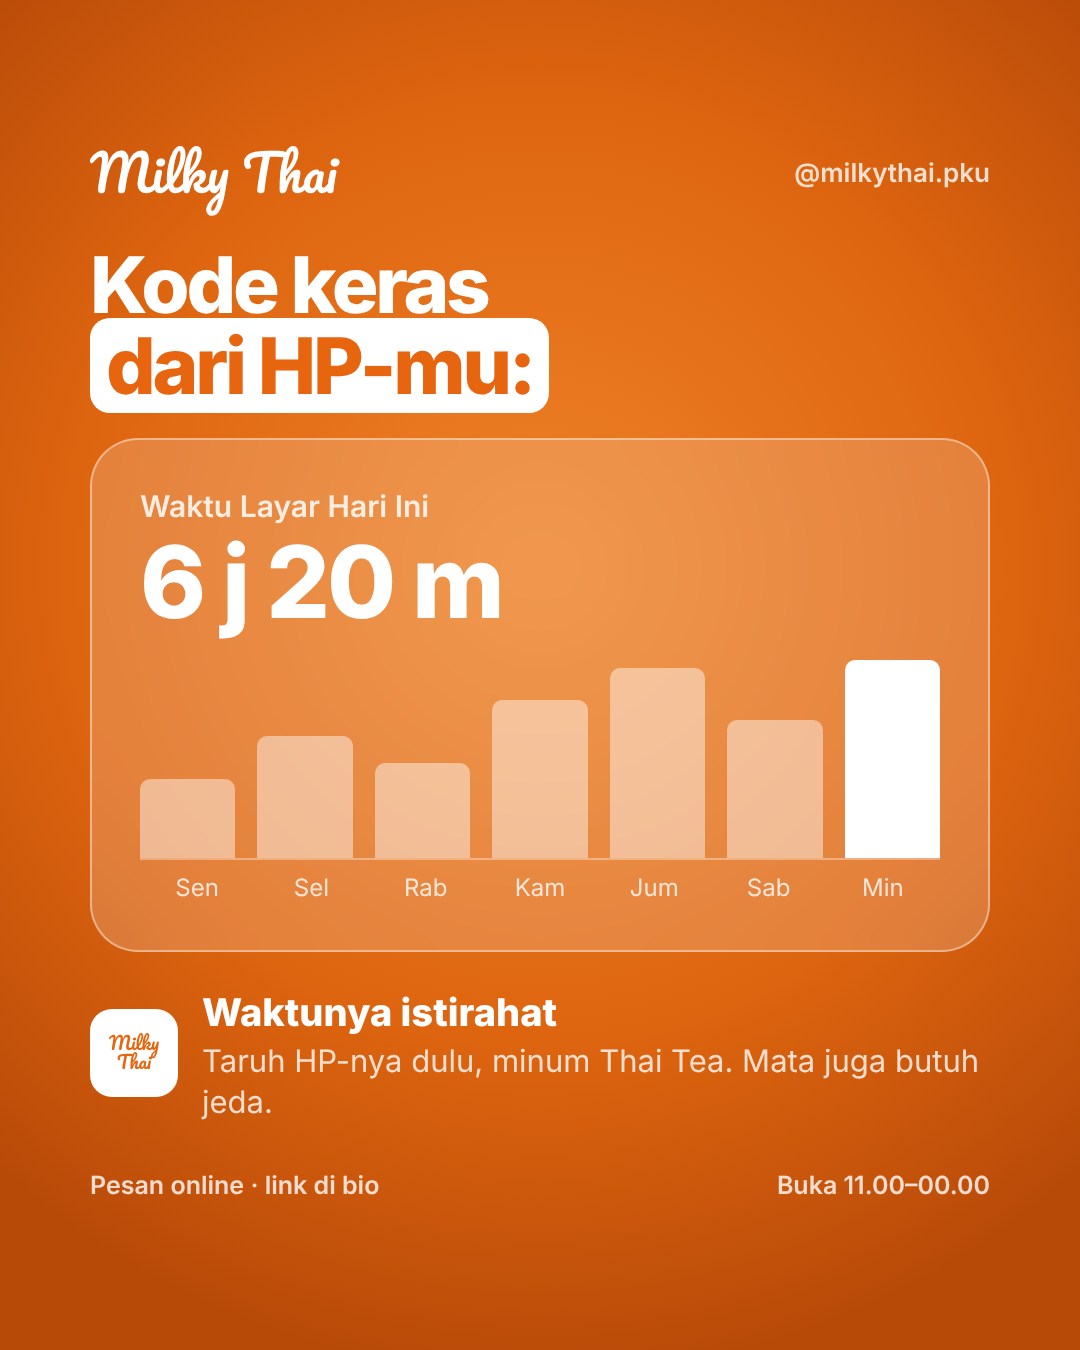 Milky Thai
@milkythai.pku
Kode keras
dari HP-mu:
Waktu Layar Hari Ini
6 j 20 m
Sen Sel Rab Kam Jum Sab Min
Milky
Thai
Waktunya istirahat
Taruh HP-nya dulu, minum Thai Tea. Mata juga butuh
jeda.
Pesan online · link di bio
Buka 11.00–00.00